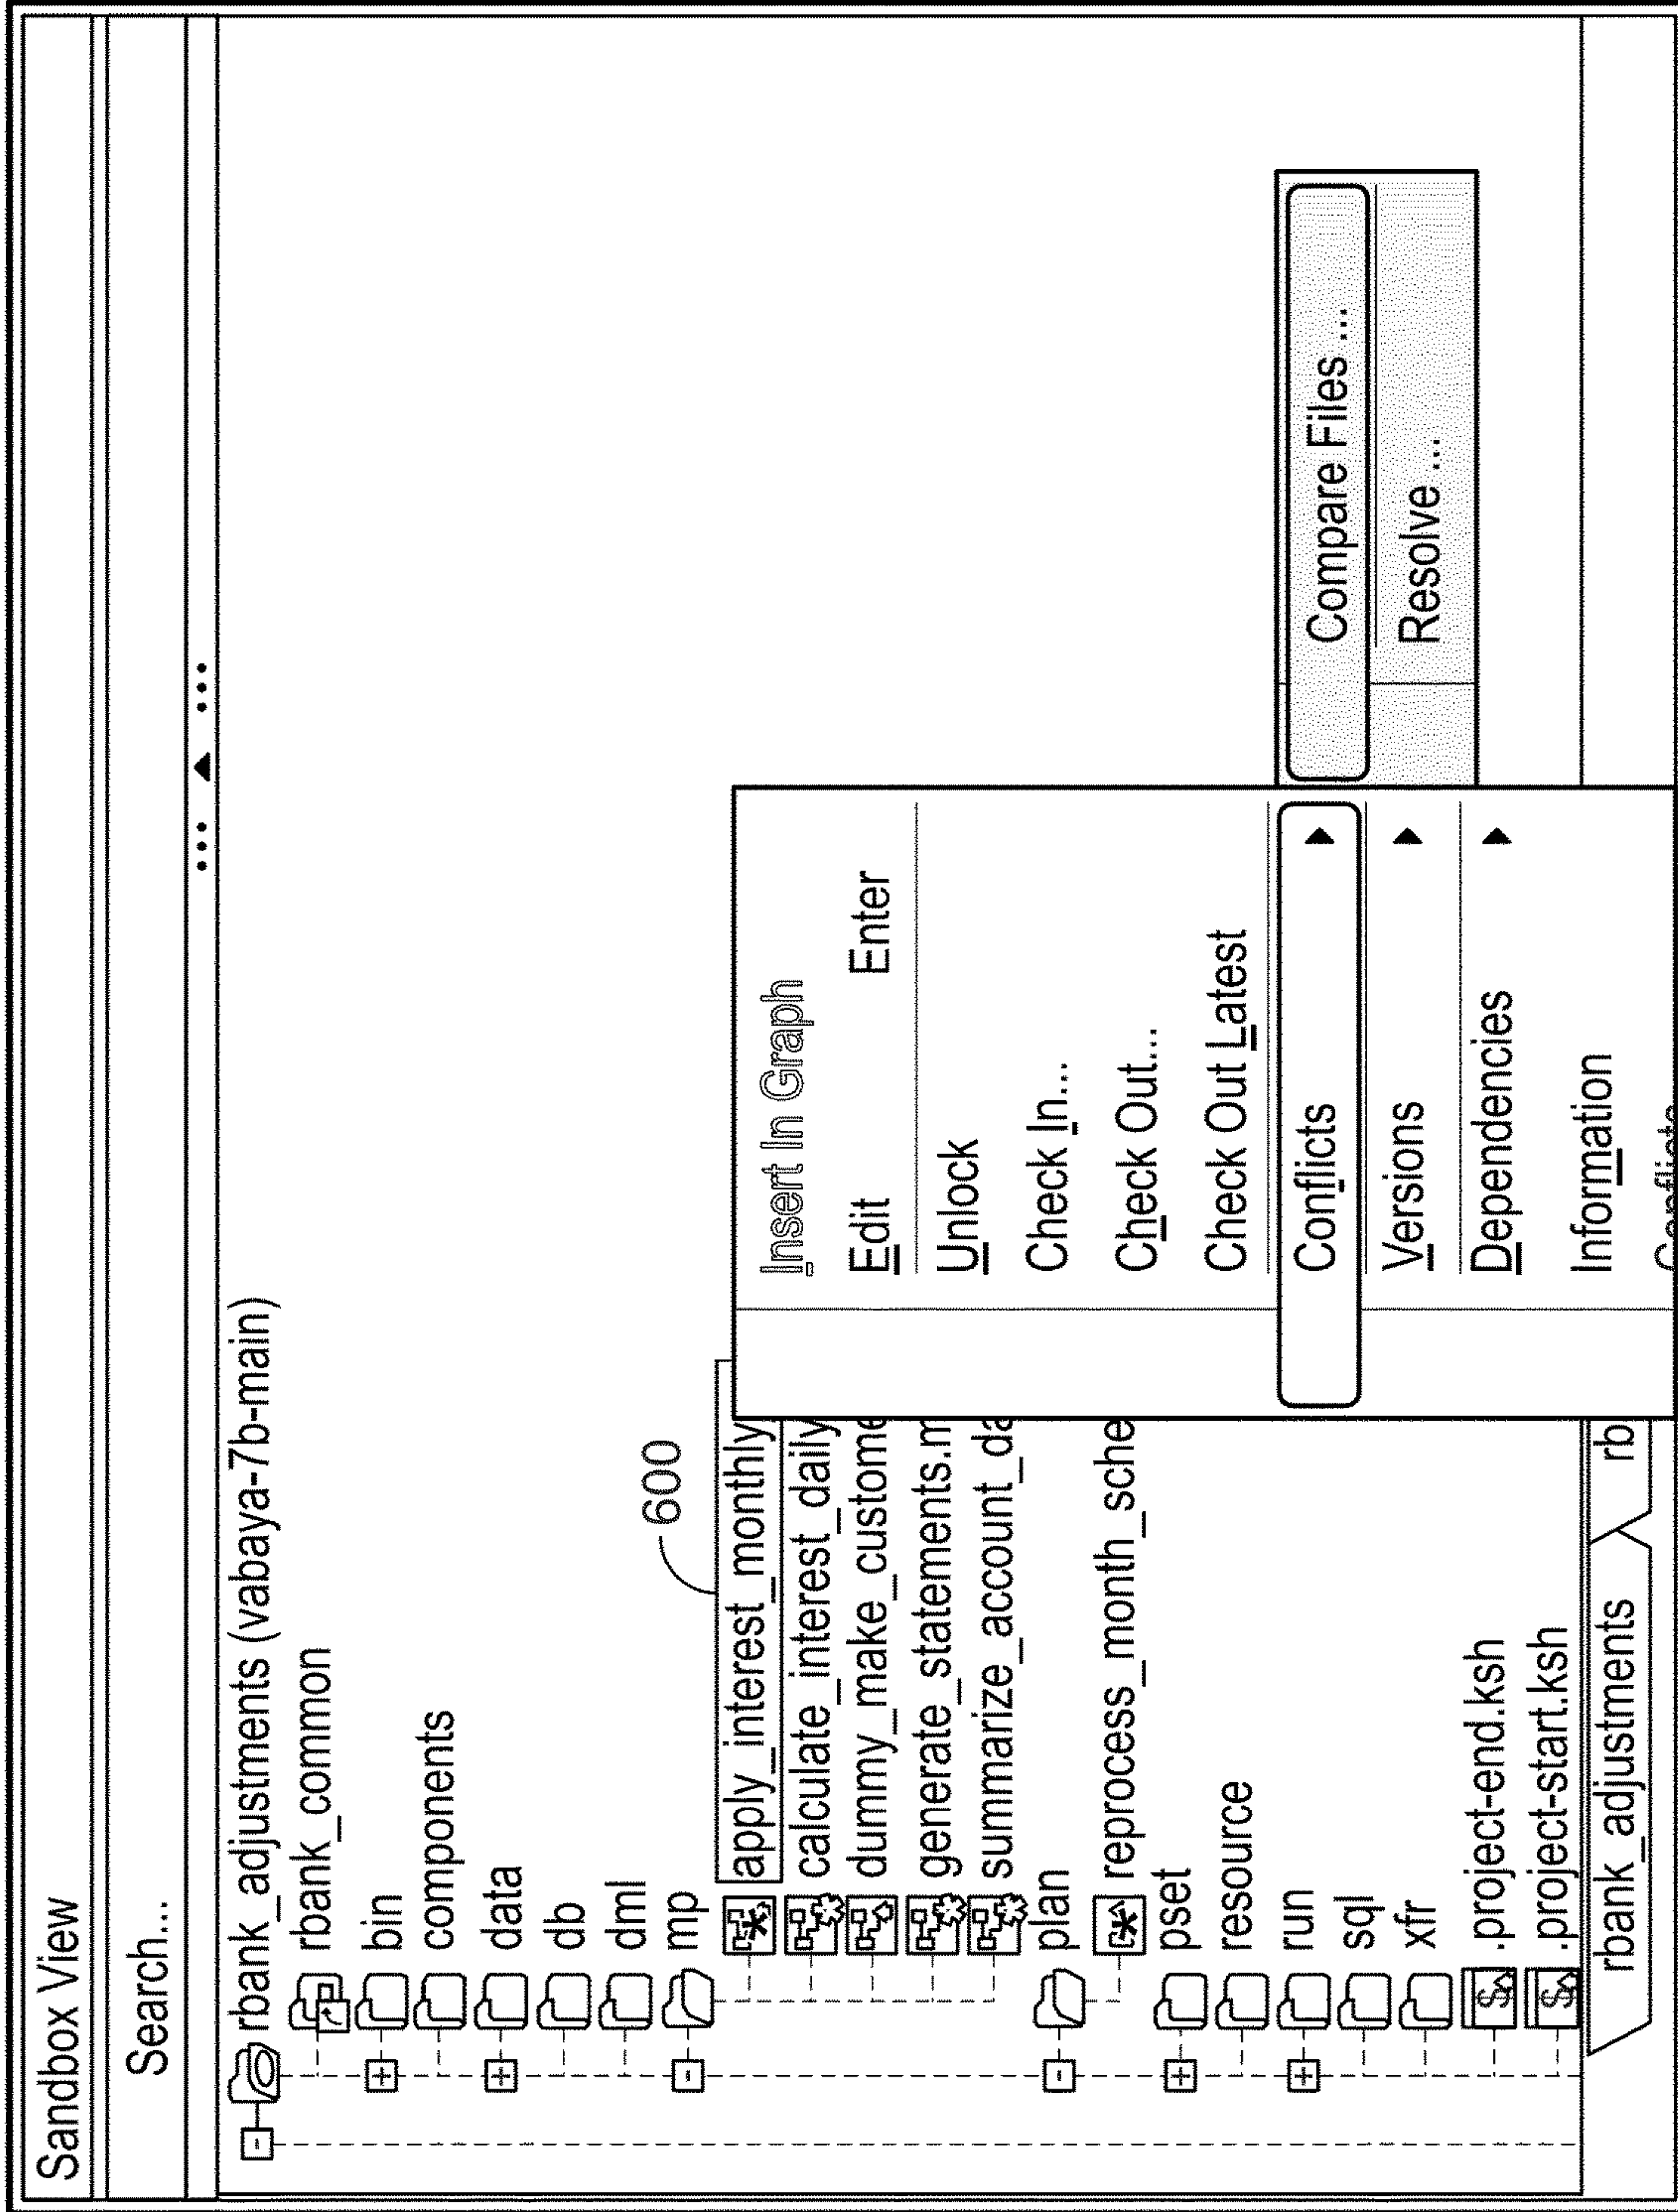 Sandbox View
Search...
rbank_adjustments (vabaya-7b-main)
rbank_common
bin
components
data
db
dml
mp
600
apply_interest_monthly
calculate_interest_daily
dummy_make_custome
generate_statements.m
summarize_account_da
plan
reprocess_month_sche
pset
resource
run
sql
xfr
.project-end.ksh
.project-start.ksh
rbank_adjustments
rb
Insert In Graph
Edit Enter
Unlock
Check In...
Check Out...
Check Out Latest
Conflicts
Versions
Dependencies
Information
Conflicts
Compare Files ...
Resolve ...